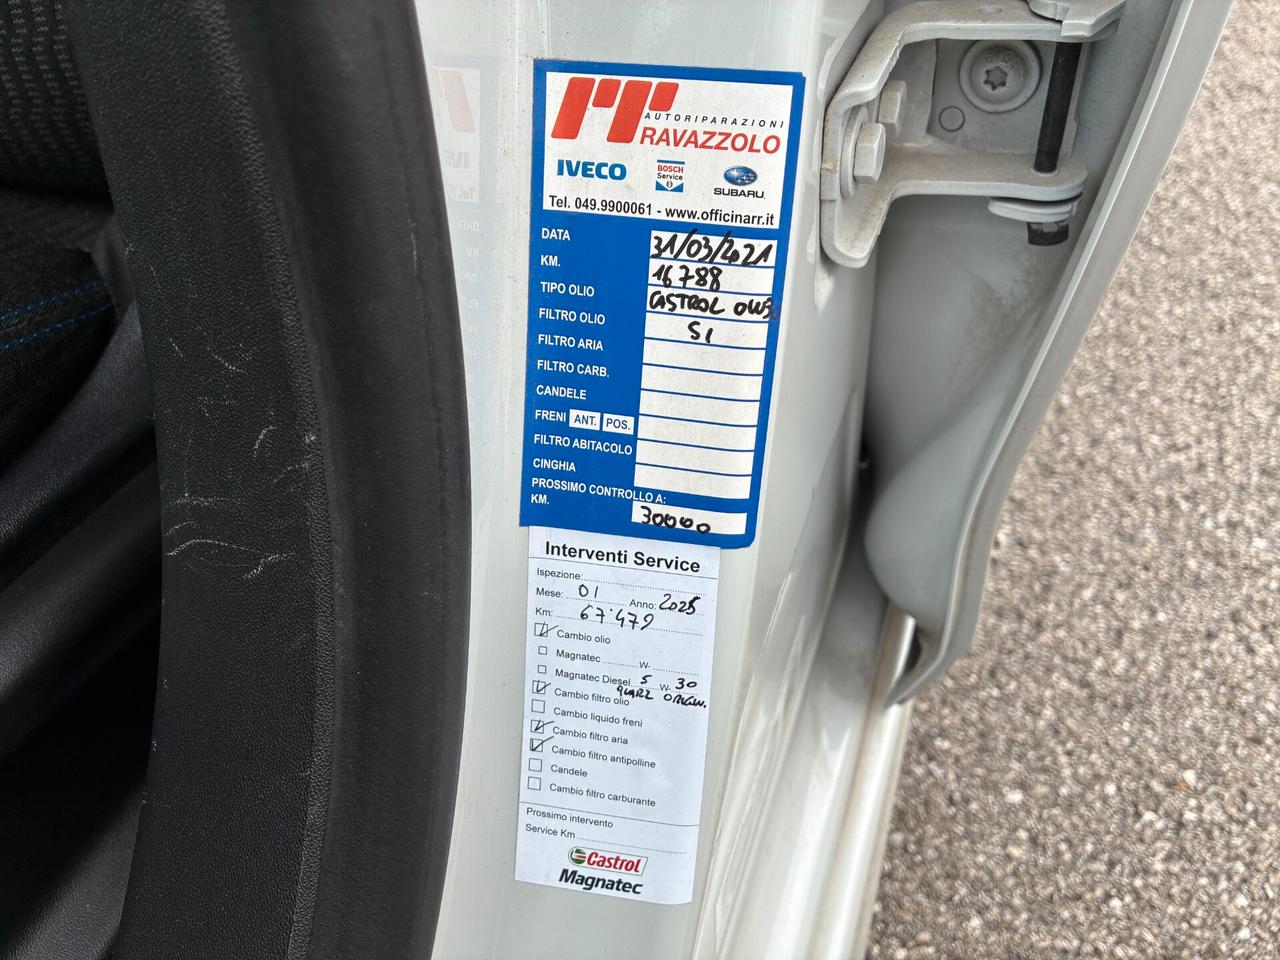 AUTORIPARAZIONI
RAVAZZOLO
IVECO
BOSCH
Service
SUBARU
Tel. 049.9900061 - www.officinarr.it
DATA 31/03/2021
KM. 16788
TIPO OLIO CASTROL 0W30
FILTRO OLIO SI
FILTRO ARIA
FILTRO CARB.
CANDELE
FRENI ANT. POS.
FILTRO ABITACOLO
CINGHIA
PROSSIMO CONTROLLO A:
KM. 30000
Interventi Service
Ispezione:
Mese: 01 Anno: 2025
Km: 67'479
Cambio olio
Magnatec W-
Magnatec Diesel 5 W- 30
QUARZ ORIGIN.
Cambio filtro olio
Cambio liquido freni
Cambio filtro aria
Cambio filtro antipolline
Candele
Cambio filtro carburante
Prossimo intervento
Service Km
Castrol
Magnatec